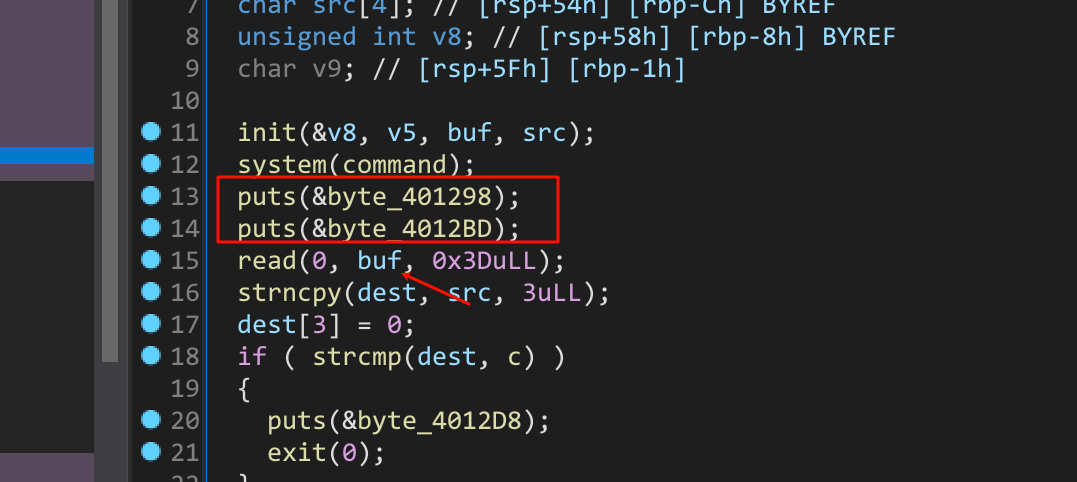 7 char src[4]; // [rsp+54h] [rbp-Ch] BYREF
8 unsigned int v8; // [rsp+58h] [rbp-8h] BYREF
9 char v9; // [rsp+5Fh] [rbp-1h]
10
11 init(&v8, v5, buf, src);
12 system(command);
13 puts(&byte_401298);
14 puts(&byte_4012BD);
15 read(0, buf, 0x3DuLL);
16 strncpy(dest, src, 3uLL);
17 dest[3] = 0;
18 if ( strcmp(dest, c) )
19 {
20 puts(&byte_4012D8);
21 exit(0);
22 }